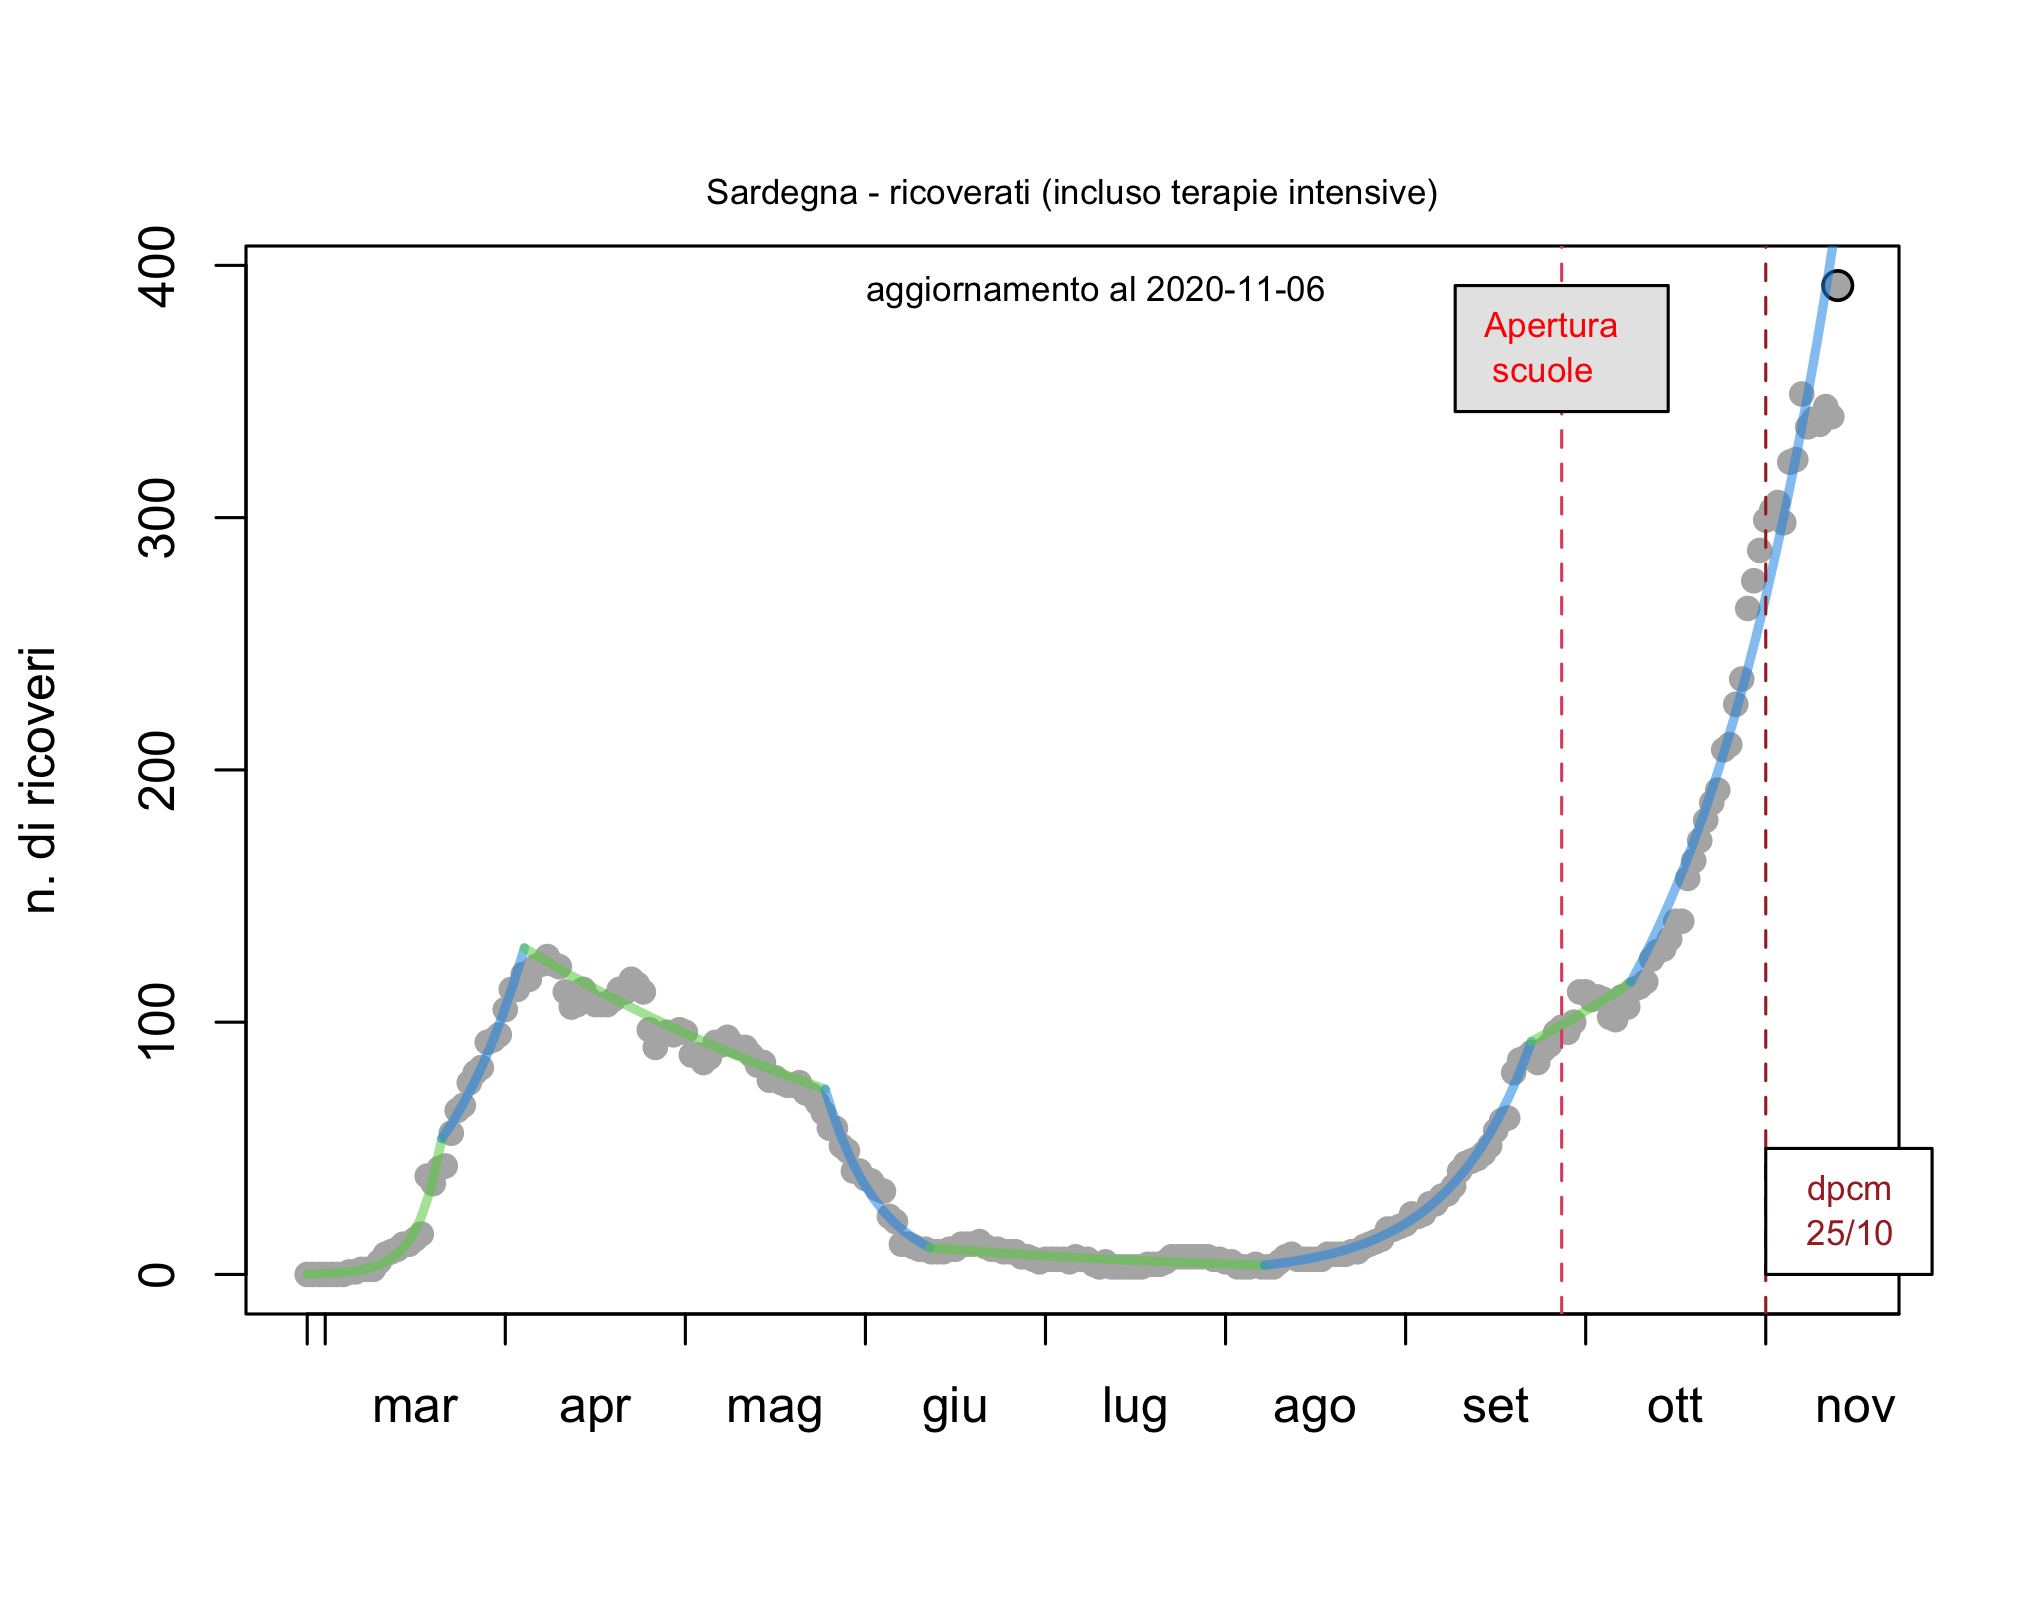 Sardegna - ricoverati (incluso terapie intensive)
aggiornamento al 2020-11-06
Apertura
scuole
n. di ricoveri
400
300
200
100
0
dpcm
25/10
mar apr mag giu lug ago set ott nov